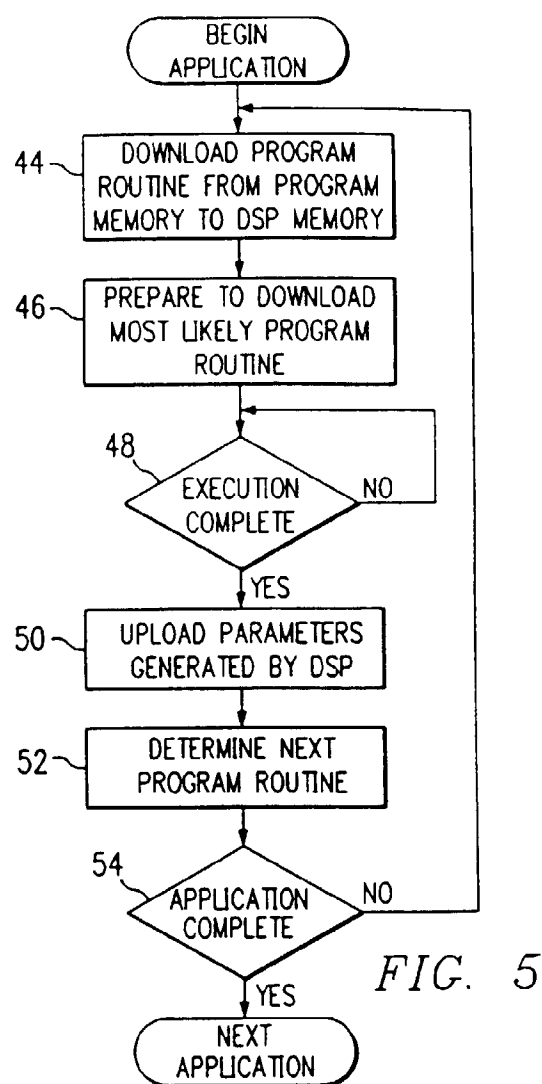 BEGIN
APPLICATION
44
DOWNLOAD PROGRAM
ROUTINE FROM PROGRAM
MEMORY TO DSP MEMORY
46
PREPARE TO DOWNLOAD
MOST LIKELY PROGRAM
ROUTINE
48
EXECUTION
COMPLETE
NO
YES
50
UPLOAD PARAMETERS
GENERATED BY DSP
52
DETERMINE NEXT
PROGRAM ROUTINE
54
APPLICATION
COMPLETE
NO
YES
FIG. 5
NEXT
APPLICATION